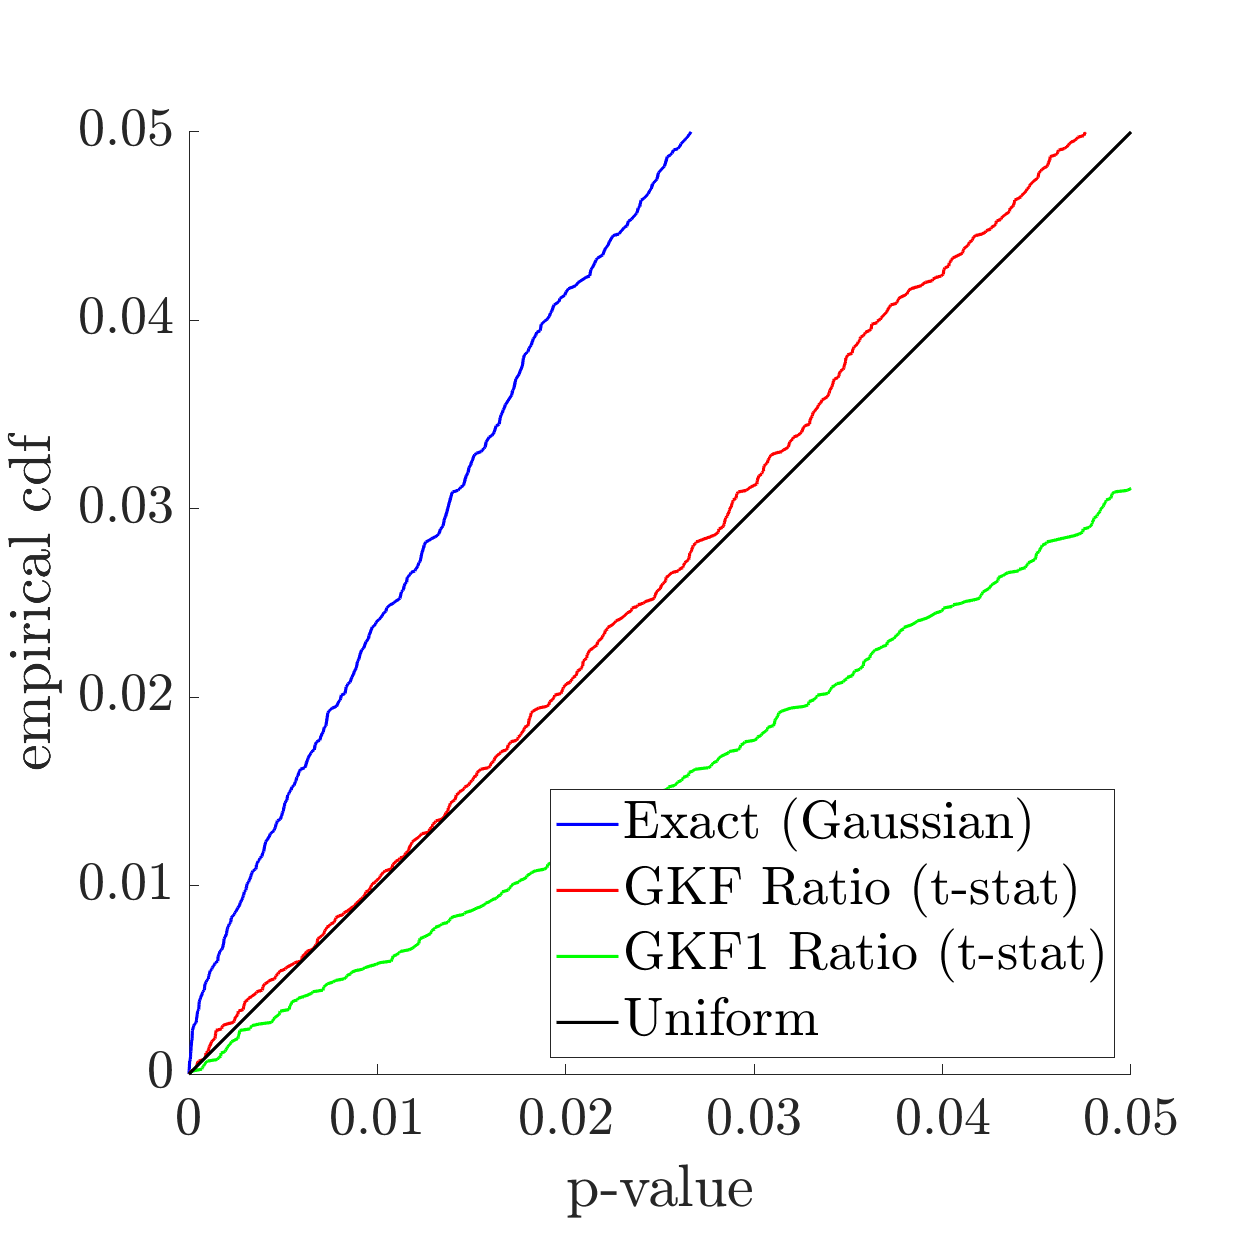 0.05
0.04
0.03
0.02
0.01
0
empirical cdf
Exact (Gaussian)
GKF Ratio (t-stat)
GKF1 Ratio (t-stat)
Uniform
0 0.01 0.02 0.03 0.04 0.05
p-value